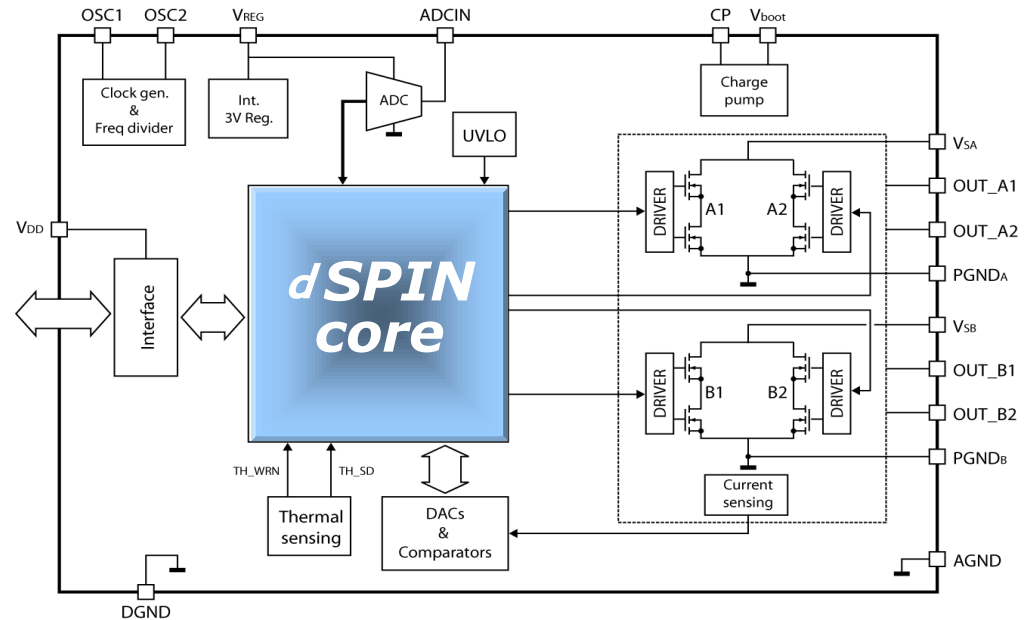 OSC1
OSC2
VREG
ADCIN
CP
Vboot
Clock gen.
&
Freq divider
Int.
3V Reg.
ADC
Charge
pump
UVLO
VSA
DRIVER
A1
A2
DRIVER
OUT_A1
VDD
OUT_A2
PGNDA
dSPIN
core
Interface
VSB
DRIVER
B1
B2
DRIVER
OUT_B1
OUT_B2
PGNDB
TH_WRN
TH_SD
Current
sensing
Thermal
sensing
DACs
&
Comparators
AGND
DGND